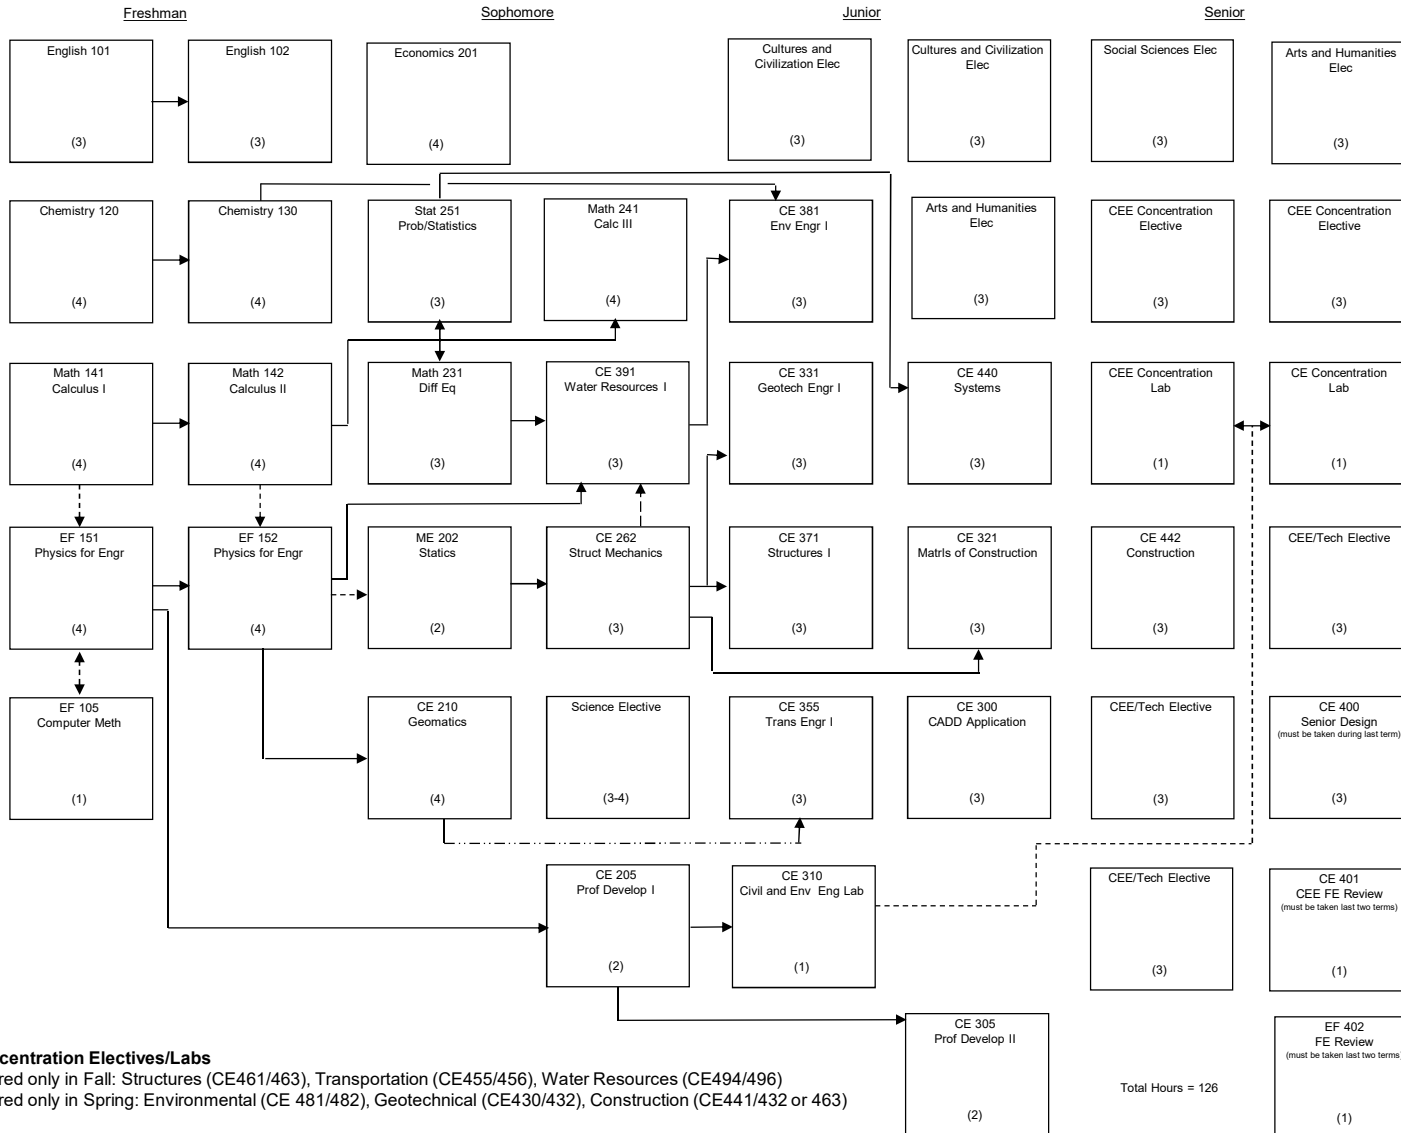 Freshman
Sophomore
Junior
Senior
English 101
(3)
English 102
(3)
Economics 201
(4)
Cultures and
Civilization Elec
(3)
Cultures and Civilization
Elec
(3)
Social Sciences Elec
(3)
Arts and Humanities
Elec
(3)
Chemistry 120
(4)
Chemistry 130
(4)
Stat 251
Prob/Statistics
(3)
Math 241
Calc III
(4)
CE 381
Env Engr I
(3)
Arts and Humanities
Elec
(3)
CEE Concentration
Elective
(3)
CEE Concentration
Elective
(3)
Math 141
Calculus I
(4)
Math 142
Calculus II
(4)
Math 231
Diff Eq
(3)
CE 391
Water Resources I
(3)
CE 331
Geotech Engr I
(3)
CE 440
Systems
(3)
CEE Concentration
Lab
(1)
CE Concentration
Lab
(1)
EF 151
Physics for Engr
(4)
EF 152
Physics for Engr
(4)
ME 202
Statics
(2)
CE 262
Struct Mechanics
(3)
CE 371
Structures I
(3)
CE 321
Matrls of Construction
(3)
CE 442
Construction
(3)
CEE/Tech Elective
(3)
EF 105
Computer Meth
(1)
CE 210
Geomatics
(4)
Science Elective
(3-4)
CE 355
Trans Engr I
(3)
CE 300
CADD Application
(3)
CEE/Tech Elective
(3)
CE 400
Senior Design
(must be taken during last term)
(3)
CE 205
Prof Develop I
(2)
CE 310
Civil and Env Eng Lab
(1)
CEE/Tech Elective
(3)
CE 401
CEE FE Review
(must be taken last two terms)
(1)
CE 305
Prof Develop II
(2)
Total Hours = 126
EF 402
FE Review
(must be taken last two terms)
(1)
centration Electives/Labs
red only in Fall: Structures (CE461/463), Transportation (CE455/456), Water Resources (CE494/496)
red only in Spring: Environmental (CE 481/482), Geotechnical (CE430/432), Construction (CE441/432 or 463)